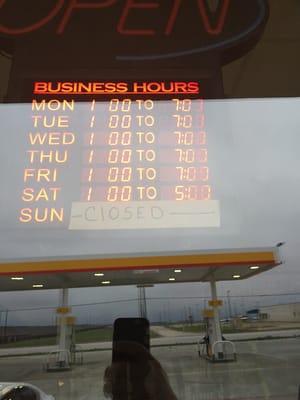 OPEN
BUSINESS HOURS
MON 1 00 TO 7:00
TUE 1 00 TO 7:00
WED 1 00 TO 7:00
THU 1 00 TO 7:00
FRI 1 00 TO 7:00
SAT 1 00 TO 5:00
SUN -CLOSED-